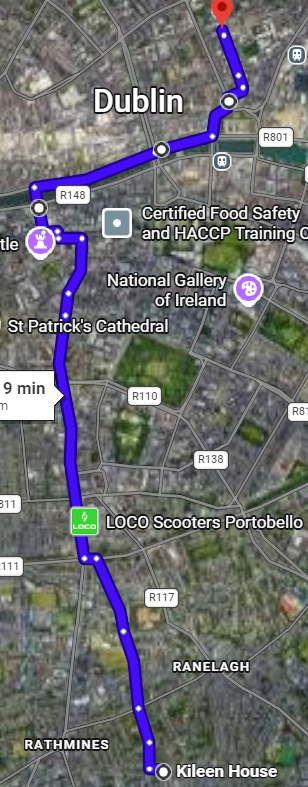 Dublin
R801
R148
Certified Food Safety
and HACCP Training C
tle
National Gallery
of Ireland
St Patrick's Cathedral
9 min
m
R110
R81
R138
811
LOCO
LOCO Scooters Portobello
111
R117
RANELAGH
RATHMINES
Kileen House